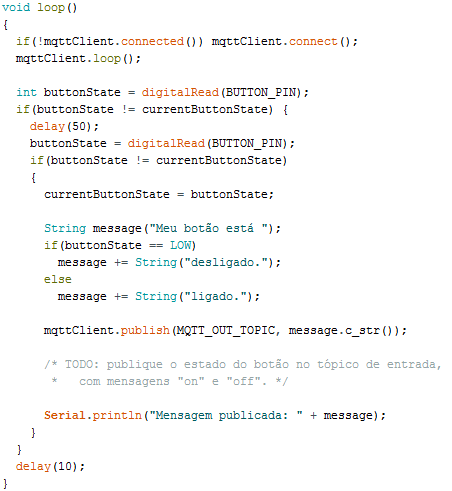 void loop()
{
  if(!mqttClient.connected()) mqttClient.connect();
  mqttClient.loop();

  int buttonState = digitalRead(BUTTON_PIN);
  if(buttonState != currentButtonState) {
    delay(50);
    buttonState = digitalRead(BUTTON_PIN);
    if(buttonState != currentButtonState)
    {
      currentButtonState = buttonState;

      String message("Meu botão está ");
      if(buttonState == LOW)
        message += String("desligado.");
      else
        message += String("ligado.");

      mqttClient.publish(MQTT_OUT_TOPIC, message.c_str());

      /* TODO: publique o estado do botão no tópico de entrada,
       *   com mensagens "on" e "off". */

      Serial.println("Mensagem publicada: " + message);
    }
  }
  delay(10);
}